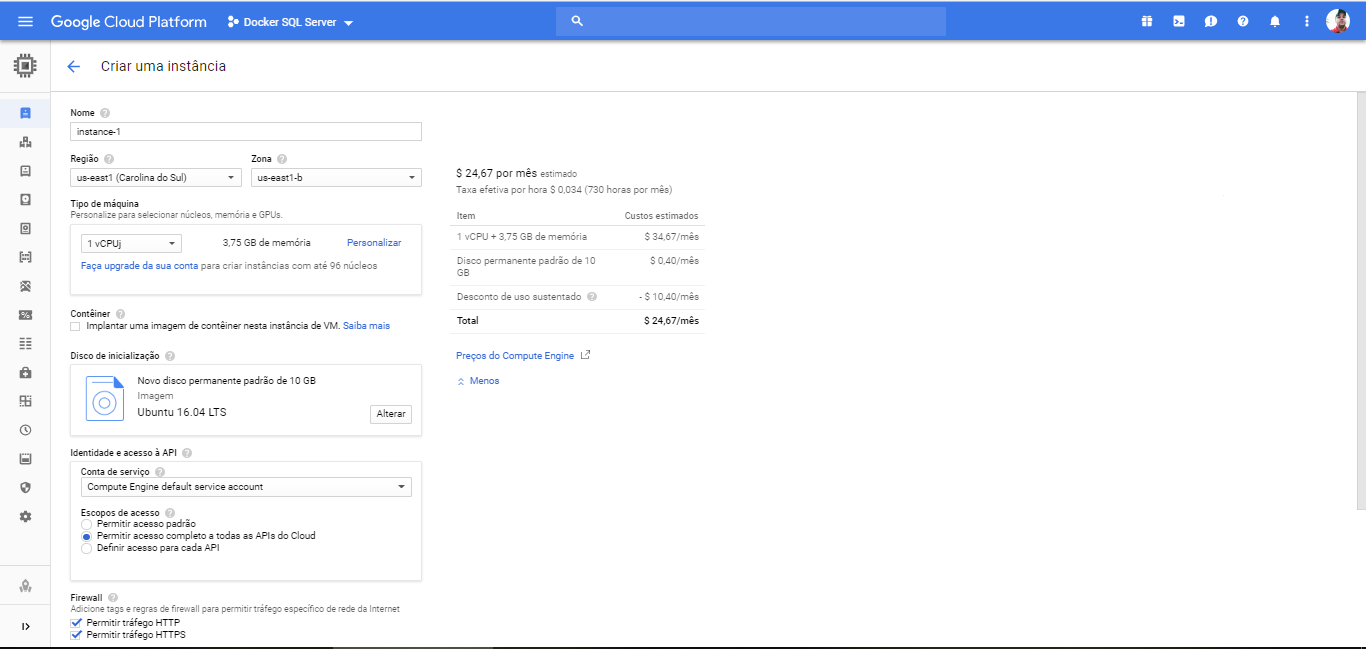 Google Cloud Platform
Docker SQL Server
Criar uma instância
Nome
instance-1
Região
Zona
us-east1 (Carolina do Sul)
us-east1-b
Tipo de máquina
Personalize para selecionar núcleos, memória e GPUs.
1 vCPUj
3,75 GB de memória
Personalizar
Faça upgrade da sua conta para criar instâncias com até 96 núcleos
Contêiner
Implantar uma imagem de contêiner nesta instância de VM. Saiba mais
Disco de inicialização
Novo disco permanente padrão de 10 GB
Imagem
Ubuntu 16.04 LTS
Alterar
Identidade e acesso à API
Conta de serviço
Compute Engine default service account
Escopos de acesso
Permitir acesso padrão
Permitir acesso completo a todas as APIs do Cloud
Definir acesso para cada API
Firewall
Adicione tags e regras de firewall para permitir tráfego específico de rede da Internet
Permitir tráfego HTTP
Permitir tráfego HTTPS
$ 24,67 por mês estimado
Taxa efetiva por hora $ 0,034 (730 horas por mês)
Item
Custos estimados
1 vCPU + 3,75 GB de memória
$ 34,67/mês
Disco permanente padrão de 10
GB
$ 0,40/mês
Desconto de uso sustentado
- $ 10,40/mês
Total
$ 24,67/mês
Preços do Compute Engine
Menos